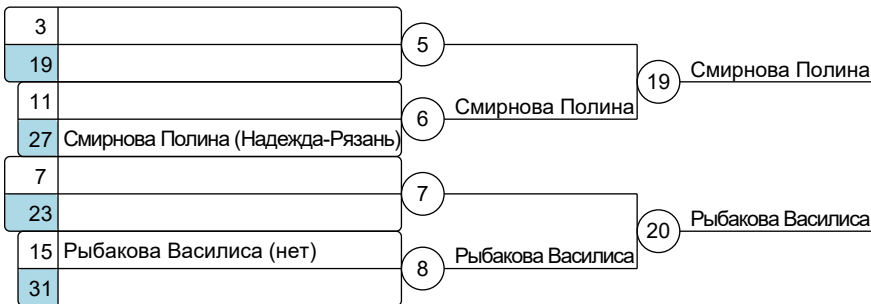 3
19
5
11
27 Смирнова Полина (Надежда-Рязань)
6 Смирнова Полина
19 Смирнова Полина
7
23
7
15 Рыбакова Василиса (нет)
31
8 Рыбакова Василиса
20 Рыбакова Василиса